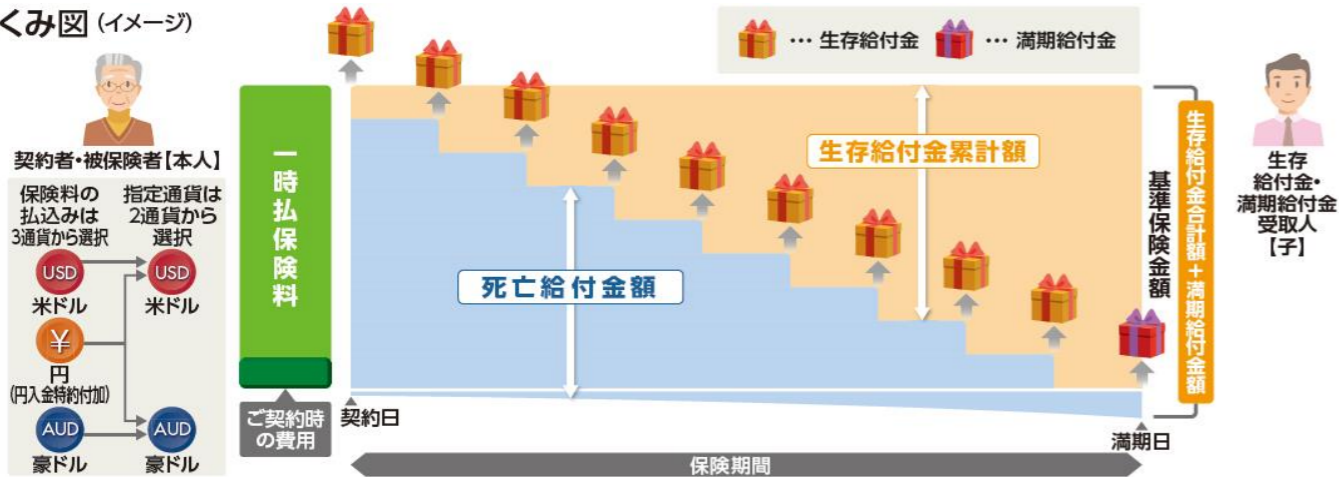 くみ図(イメージ)
… 生存給付金
… 満期給付金
契約者・被保険者【本人】
保険料の
払込みは
3通貨から選択
指定通貨は
2通貨から
選択
USD
米ドル
USD
米ドル
¥
円
(円入金特約付加)
AUD
豪ドル
AUD
豪ドル
一時払保険料
ご契約時
の費用
契約日
死亡給付金額
生存給付金累計額
満期日
保険期間
基準保険金額
生存給付金合計額+満期給付金額
生存
給付金・
満期給付金
受取人
【子】